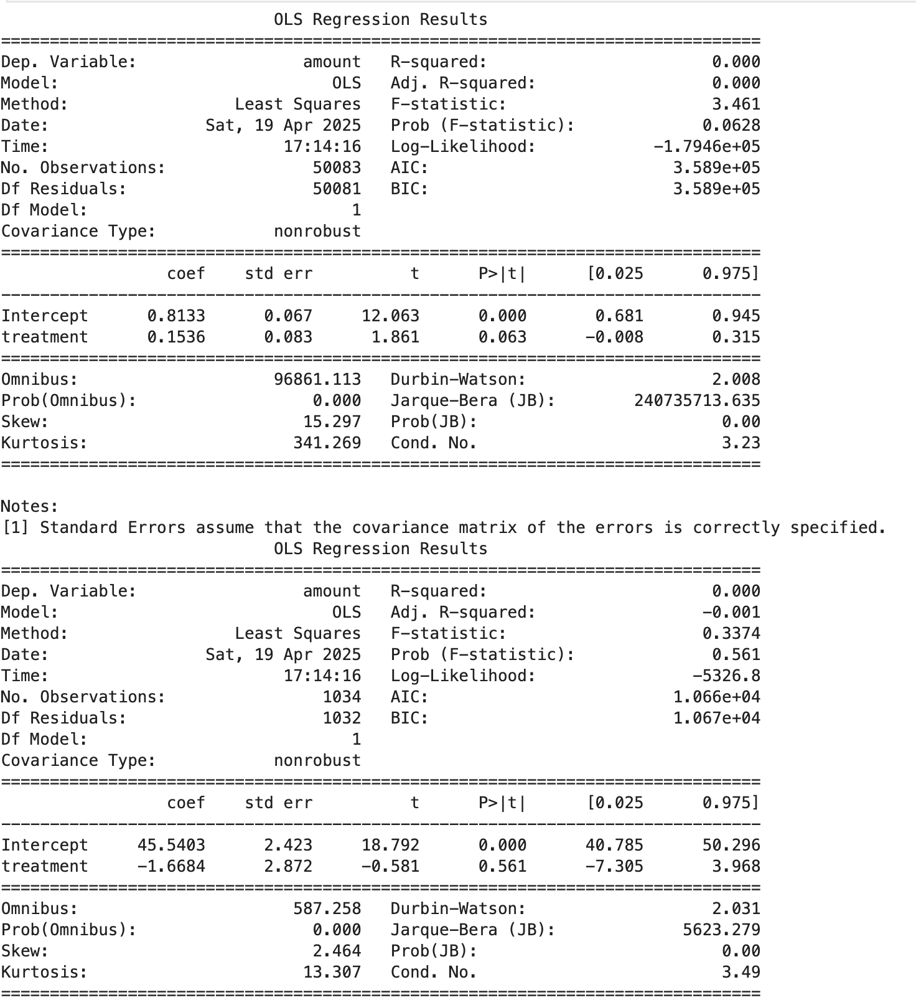 OLS Regression Results
==============================================================================
Dep. Variable:                 amount   R-squared:                       0.000
Model:                            OLS   Adj. R-squared:                  0.000
Method:                 Least Squares   F-statistic:                     3.461
Date:                Sat, 19 Apr 2025   Prob (F-statistic):             0.0628
Time:                        17:14:16   Log-Likelihood:            -1.7946e+05
No. Observations:               50083   AIC:                         3.589e+05
Df Residuals:                   50081   BIC:                         3.589e+05
Df Model:                           1
Covariance Type:            nonrobust
==============================================================================
                 coef    std err          t      P>|t|      [0.025      0.975]
------------------------------------------------------------------------------
Intercept      0.8133      0.067     12.063      0.000       0.681       0.945
treatment      0.1536      0.083      1.861      0.063      -0.008       0.315
==============================================================================
Omnibus:                    96861.113   Durbin-Watson:                   2.008
Prob(Omnibus):                  0.000   Jarque-Bera (JB):        240735713.635
Skew:                          15.297   Prob(JB):                         0.00
Kurtosis:                     341.269   Cond. No.                         3.23
==============================================================================

Notes:
[1] Standard Errors assume that the covariance matrix of the errors is correctly specified.
                            OLS Regression Results
==============================================================================
Dep. Variable:                 amount   R-squared:                       0.000
Model:                            OLS   Adj. R-squared:                 -0.001
Method:                 Least Squares   F-statistic:                    0.3374
Date:                Sat, 19 Apr 2025   Prob (F-statistic):              0.561
Time:                        17:14:16   Log-Likelihood:                -5326.8
No. Observations:                1034   AIC:                         1.066e+04
Df Residuals:                    1032   BIC:                         1.067e+04
Df Model:                           1
Covariance Type:            nonrobust
==============================================================================
                 coef    std err          t      P>|t|      [0.025      0.975]
------------------------------------------------------------------------------
Intercept     45.5403      2.423     18.792      0.000      40.785      50.296
treatment     -1.6684      2.872     -0.581      0.561      -7.305       3.968
==============================================================================
Omnibus:                      587.258   Durbin-Watson:                   2.031
Prob(Omnibus):                  0.000   Jarque-Bera (JB):             5623.279
Skew:                           2.464   Prob(JB):                         0.00
Kurtosis:                      13.307   Cond. No.                         3.49
==============================================================================